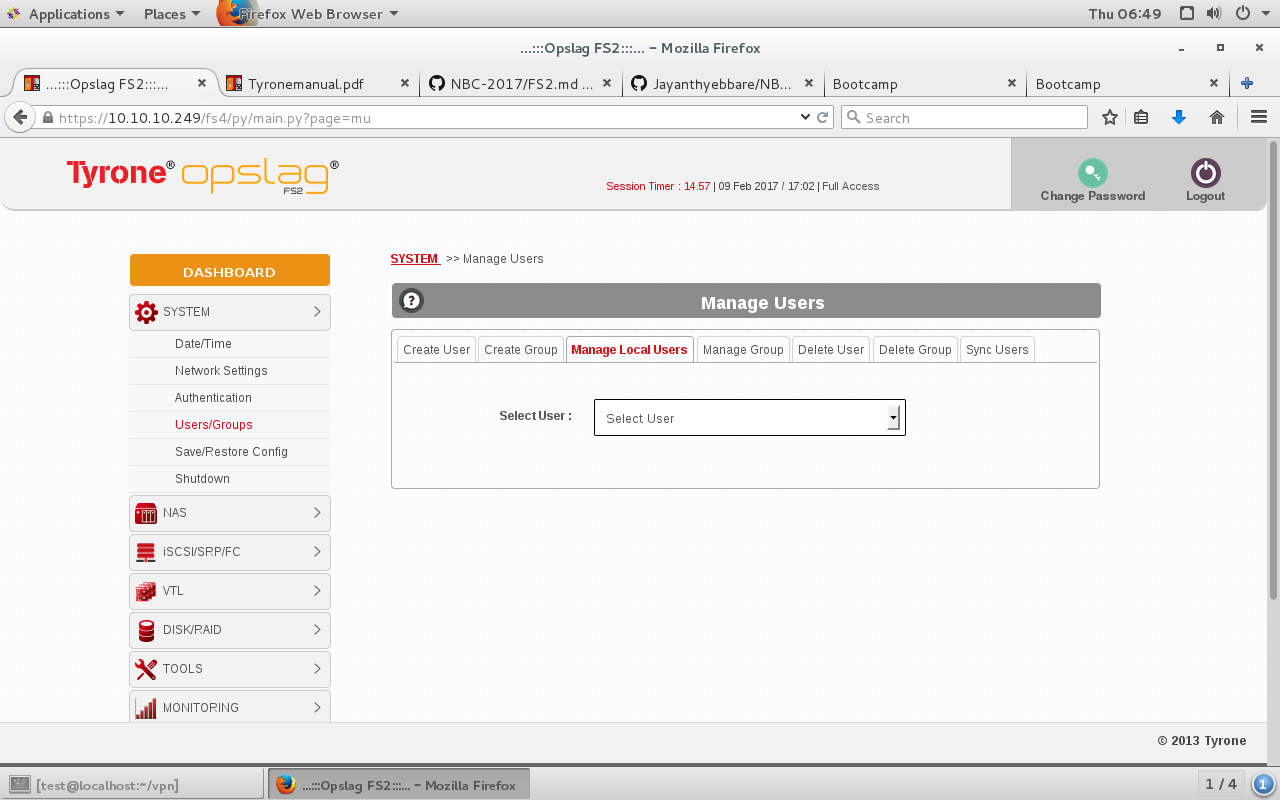 Applications Places Firefox Web Browser Thu 06:49
...:::Opslag FS2:::... – Mozilla Firefox
...:::Opslag FS2:::... Tyronemanual.pdf NBC-2017/FS2.md ... Jayanthyebbare/NB... Bootcamp Bootcamp
https://10.10.10.249/fs4/py/main.py?page=mu Search
Tyrone® opslag® FS2
Session Timer : 14.57 | 09 Feb 2017 / 17:02 | Full Access
Change Password Logout
DASHBOARD
SYSTEM
Date/Time
Network Settings
Authentication
Users/Groups
Save/Restore Config
Shutdown
NAS
iSCSI/SRP/FC
VTL
DISK/RAID
TOOLS
MONITORING
SYSTEM >> Manage Users
? Manage Users
Create User Create Group Manage Local Users Manage Group Delete User Delete Group Sync Users
Select User : Select User
© 2013 Tyrone
[test@localhost:~/vpn] ...:::Opslag FS2:::... – Mozilla Firefox 1 / 4 1